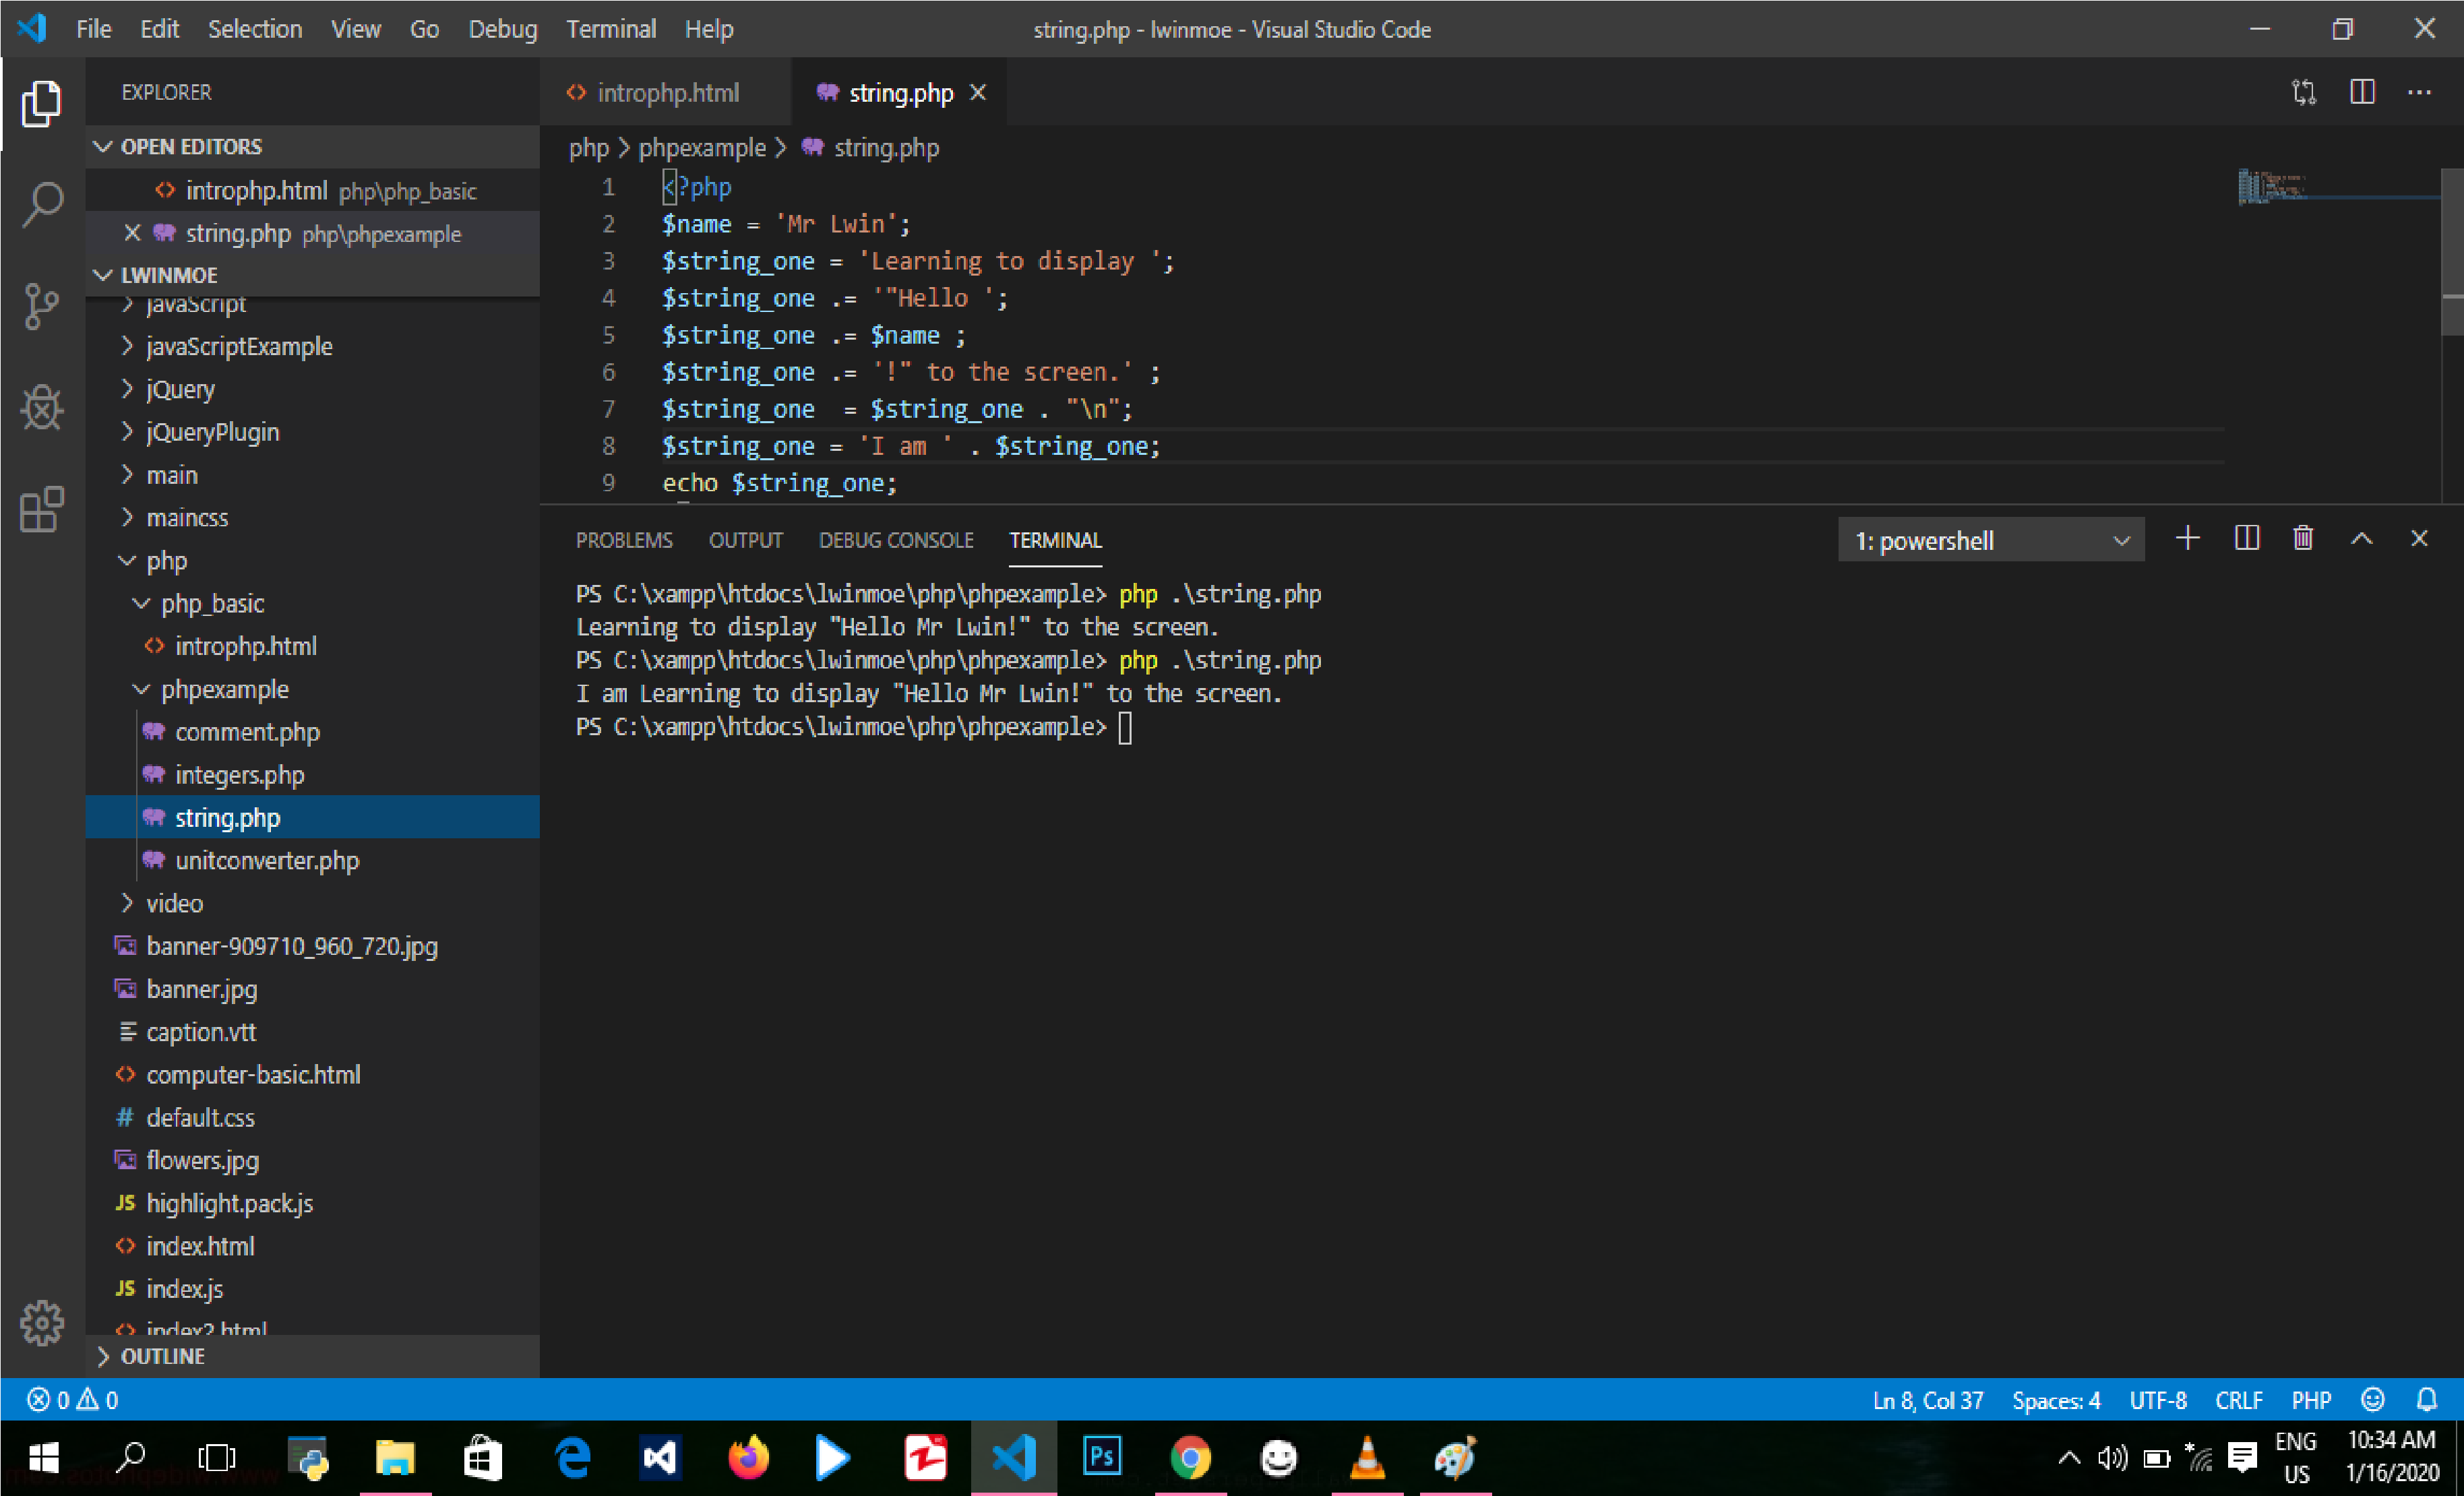 File Edit Selection View Go Debug Terminal Help string.php - lwinmoe - Visual Studio Code
EXPLORER
OPEN EDITORS
introphp.html php\php_basic
string.php php\phpexample
LWINMOE
javaScript
javaScriptExample
jQuery
jQueryPlugin
main
maincss
php
php_basic
introphp.html
phpexample
comment.php
integers.php
string.php
unitconverter.php
video
banner-909710_960_720.jpg
banner.jpg
caption.vtt
computer-basic.html
# default.css
flowers.jpg
JS highlight.pack.js
index.html
JS index.js
index2.html
OUTLINE
introphp.html string.php
php > phpexample > string.php
1 <?php
2 $name = 'Mr Lwin';
3 $string_one = 'Learning to display ';
4 $string_one .= '"Hello ';
5 $string_one .= $name ;
6 $string_one .= '!" to the screen.' ;
7 $string_one  = $string_one . "\n";
8 $string_one = 'I am ' . $string_one;
9 echo $string_one;
PROBLEMS OUTPUT DEBUG CONSOLE TERMINAL 1: powershell
PS C:\xampp\htdocs\lwinmoe\php\phpexample> php .\string.php
Learning to display "Hello Mr Lwin!" to the screen.
PS C:\xampp\htdocs\lwinmoe\php\phpexample> php .\string.php
I am Learning to display "Hello Mr Lwin!" to the screen.
PS C:\xampp\htdocs\lwinmoe\php\phpexample>
0 0 Ln 8, Col 37 Spaces: 4 UTF-8 CRLF PHP
Ps
ENG
US
10:34 AM
1/16/2020